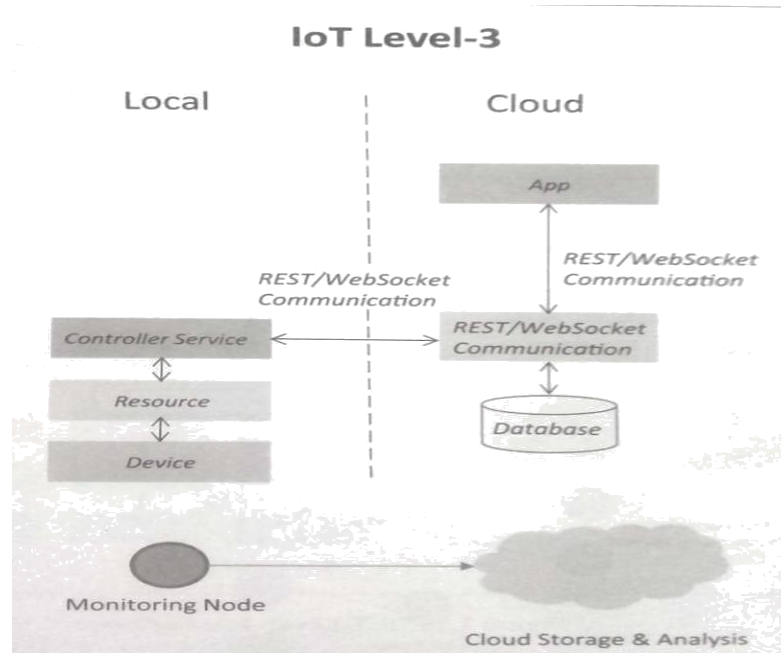 IoT Level-3
Local
Cloud
App
REST/WebSocket
Communication
REST/WebSocket
Communication
Controller Service
REST/WebSocket
Communication
Resource
Database
Device
Monitoring Node
Cloud Storage & Analysis